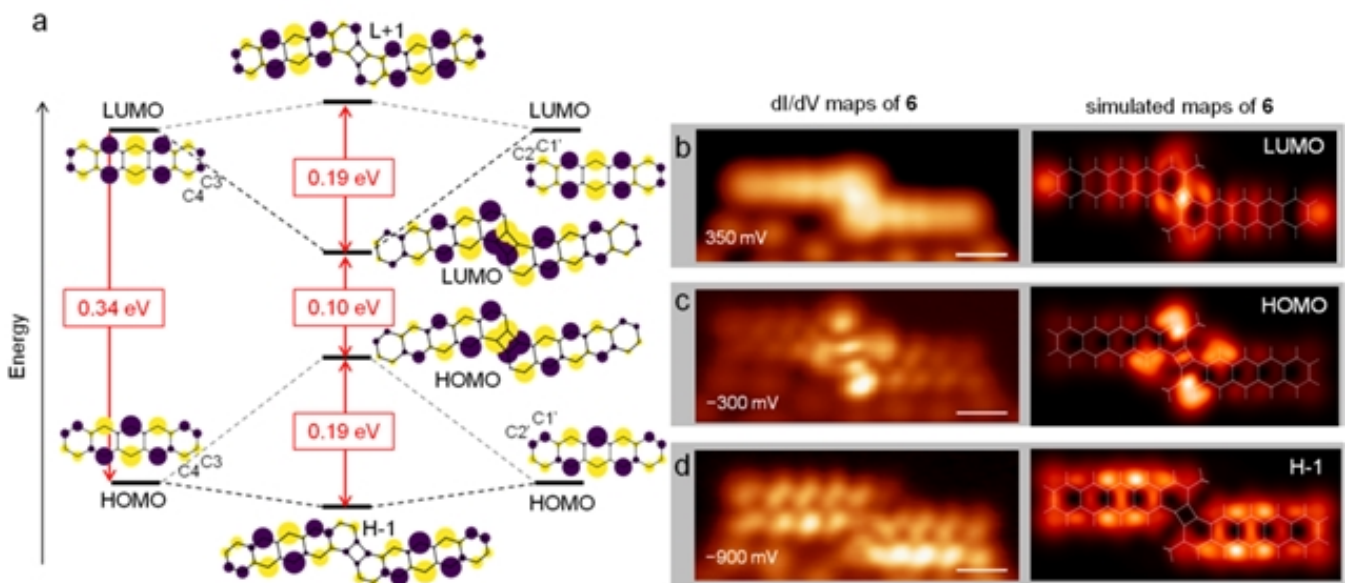 a
L+1
LUMO
C3
C4
0.19 eV
LUMO
C2 C1'
LUMO
0.34 eV
0.10 eV
Energy
HOMO
0.19 eV
C3
C4
HOMO
C1'
C2'
HOMO
H-1
dI/dV maps of 6
simulated maps of 6
b
350 mV
LUMO
c
−300 mV
HOMO
d
−900 mV
H-1